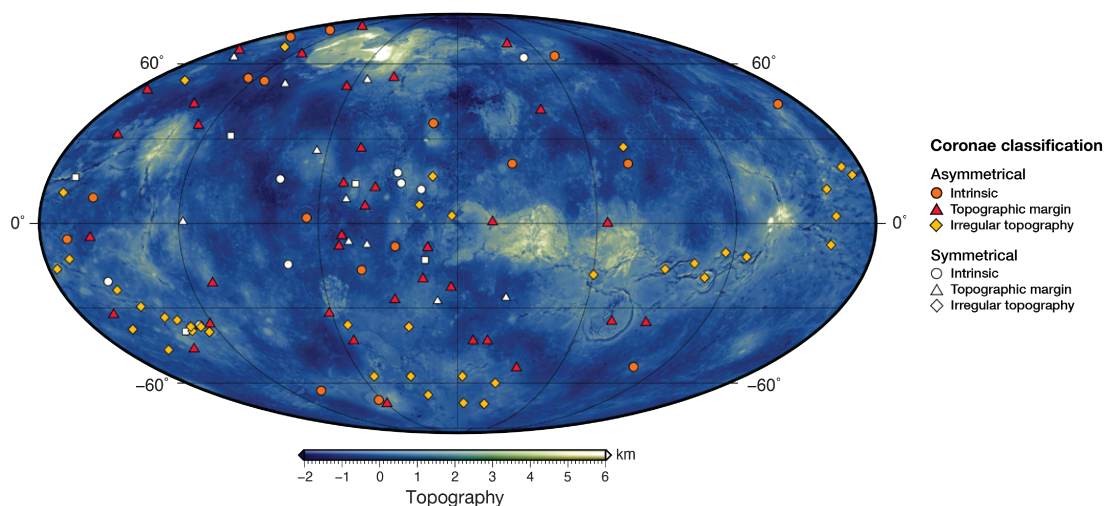 60°
60°
Coronae classification
Asymmetrical
Intrinsic
Topographic margin
Irregular topography
0°
0°
Symmetrical
Intrinsic
Topographic margin
Irregular topography
−60°
−60°
−2 −1 0 1 2 3 4 5 6 km
Topography